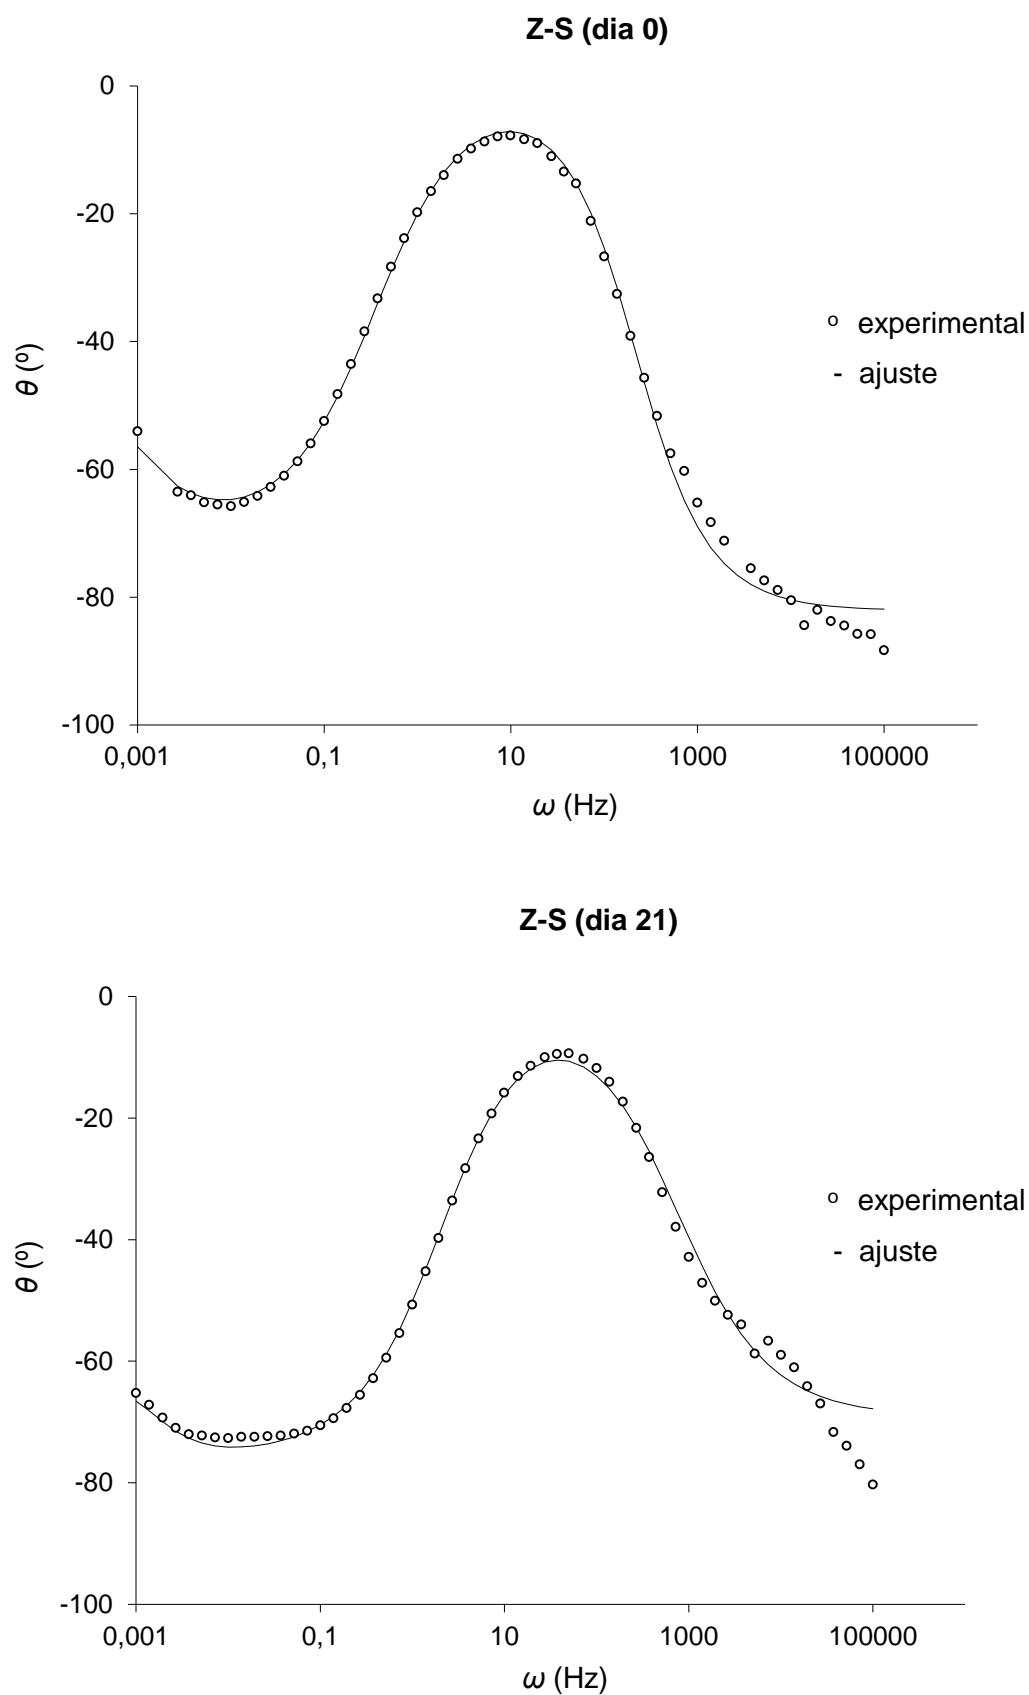 Z-S (dia 0)
0
-20
-40
-60
-80
-100
θ (º)
0,001 0,1 10 1000 100000
ω (Hz)
o experimental
- ajuste
Z-S (dia 21)
0
-20
-40
-60
-80
-100
θ (º)
0,001 0,1 10 1000 100000
ω (Hz)
o experimental
- ajuste